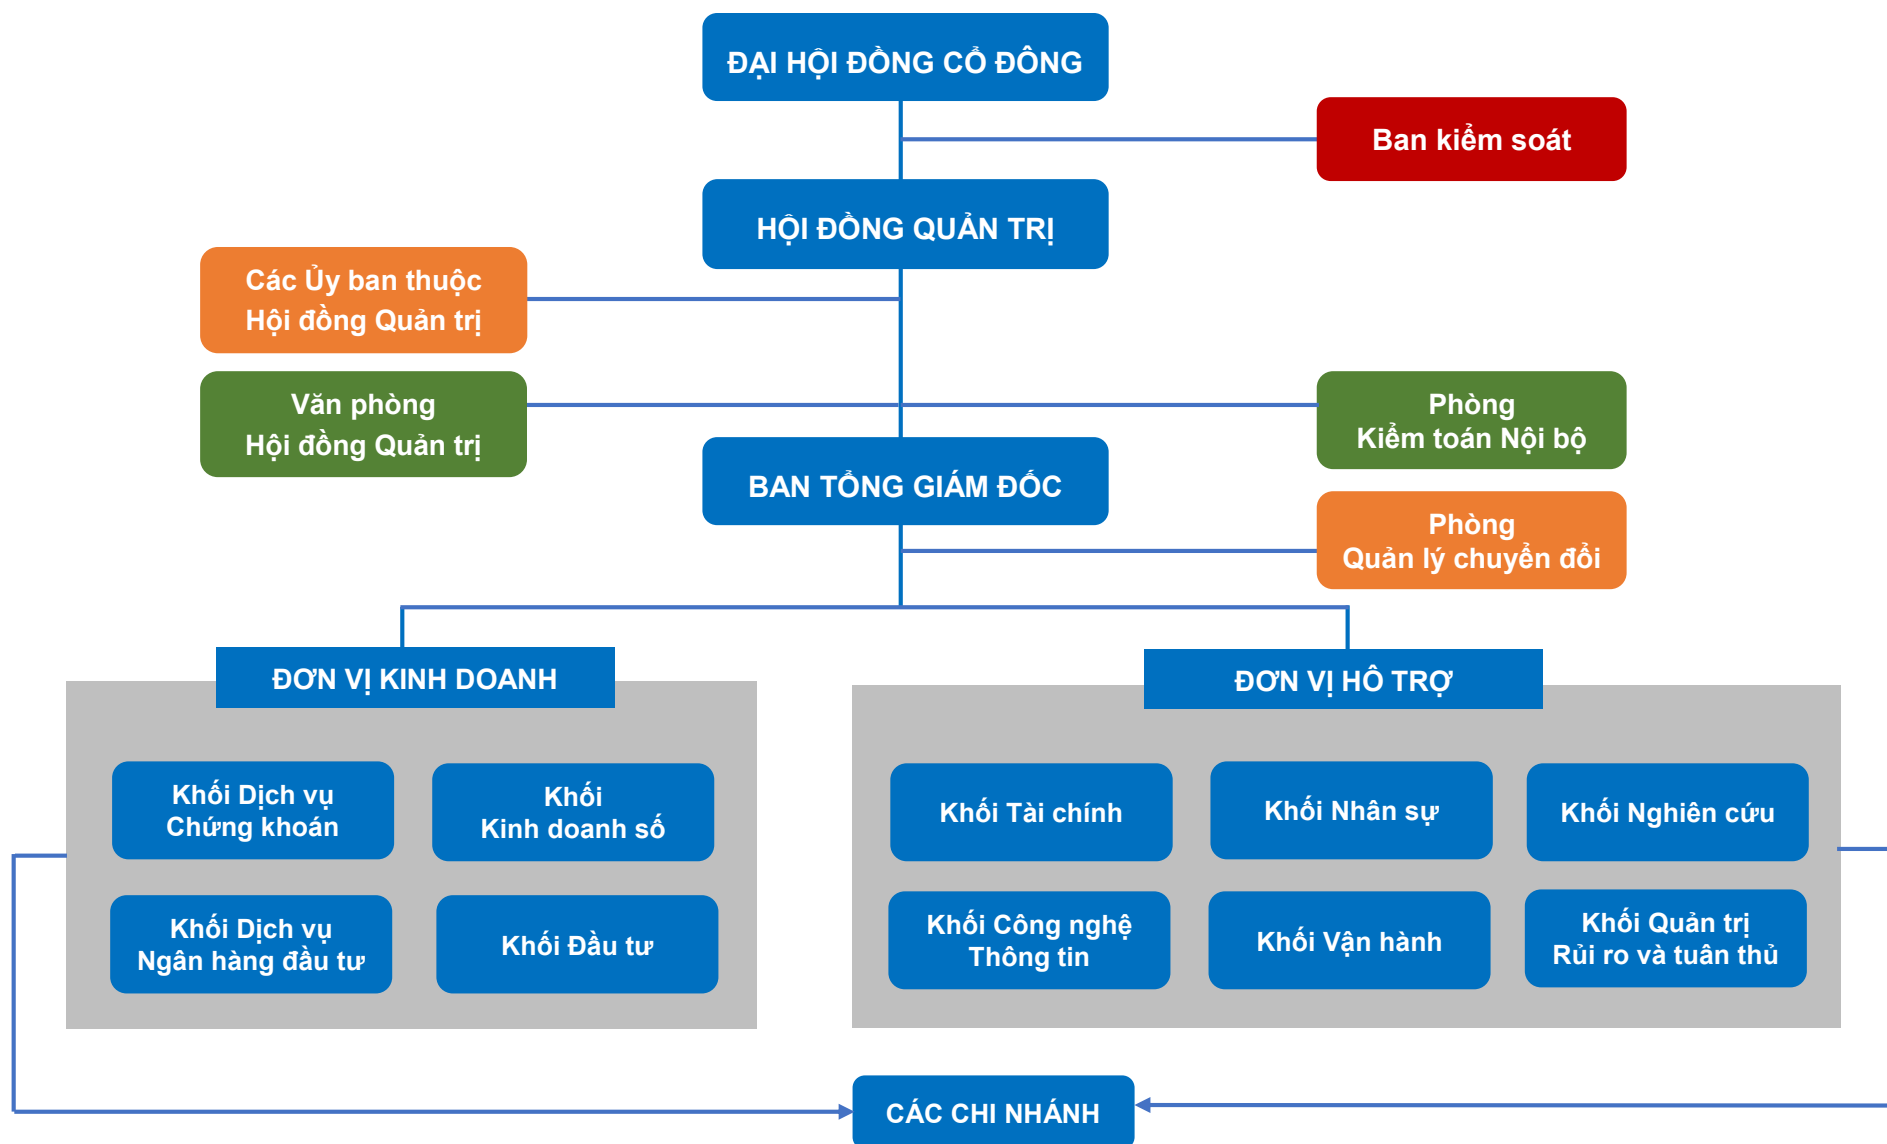 ĐẠI HỘI ĐỒNG CỔ ĐÔNG
Ban kiểm soát
HỘI ĐỒNG QUẢN TRỊ
Các Ủy ban thuộc
Hội đồng Quản trị
Văn phòng
Hội đồng Quản trị
Phòng
Kiểm toán Nội bộ
BAN TỔNG GIÁM ĐỐC
Phòng
Quản lý chuyển đổi
ĐƠN VỊ KINH DOANH
Khối Dịch vụ
Chứng khoán
Khối
Kinh doanh số
Khối Dịch vụ
Ngân hàng đầu tư
Khối Đầu tư
ĐƠN VỊ HÔ TRỢ
Khối Tài chính
Khối Nhân sự
Khối Nghiên cứu
Khối Công nghệ
Thông tin
Khối Vận hành
Khối Quản trị
Rủi ro và tuân thủ
CÁC CHI NHÁNH